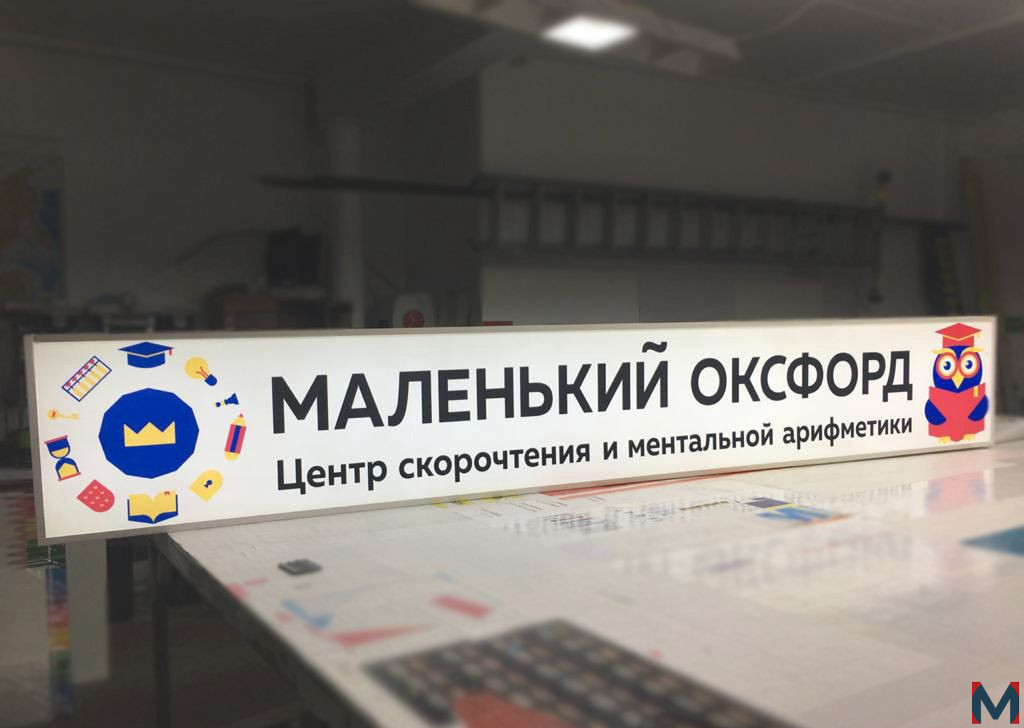 МАЛЕНЬКИЙ ОКСФОРД
Центр скорочтения и ментальной арифметики
M